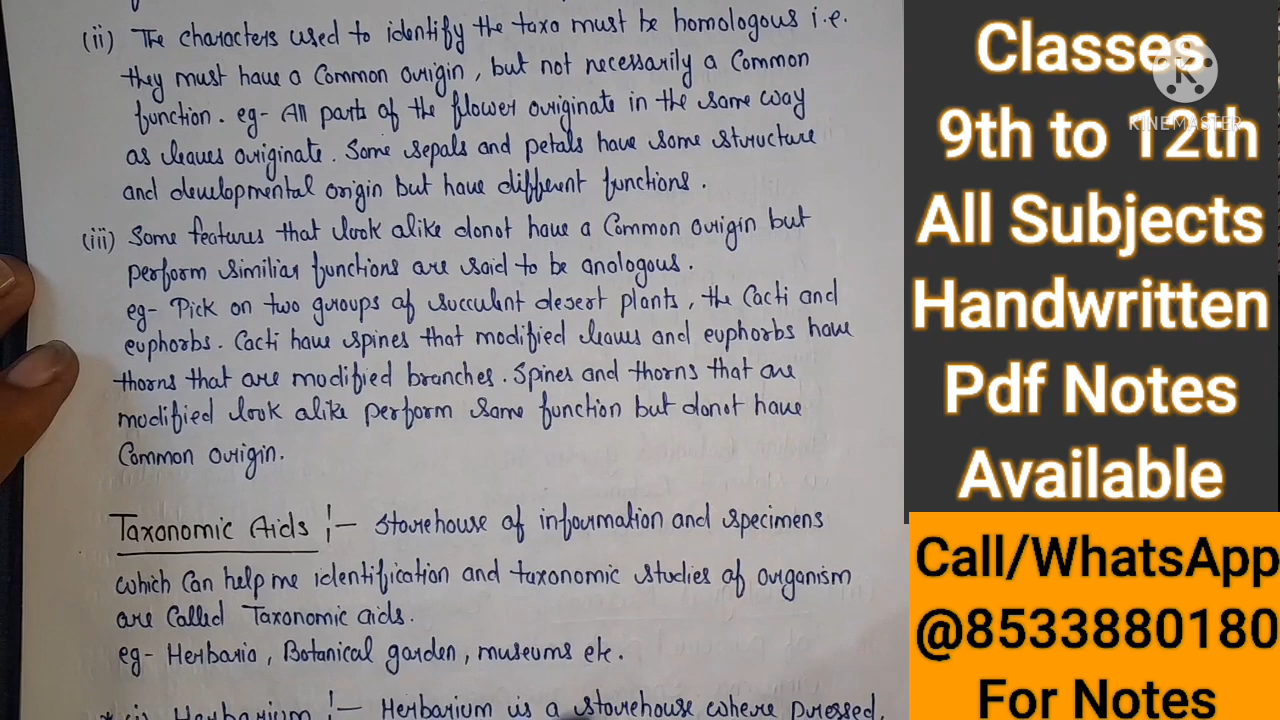 (ii) The characters used to identify the taxa must be homologous i.e.
they must have a Common origin, but not necessarily a Common
function. eg- All parts of the flower originate in the same way
as leaves originate. Some sepals and petals have some structure
and developmental origin but have different functions.
(iii) Some features that look alike donot have a Common origin but
perform similiar functions are said to be analogous.
eg- Pick on two groups of succulent desert plants, the Cacti and
euphorbs. Cacti have spines that modified leaves and euphorbs have
thorns that are modified branches. Spines and thorns that are
modified look alike perform same function but donot have
Common origin.
Taxonomic Aids :- Storehouse of information and specimens
which Can help me identification and taxonomic studies of organism
are Called Taxonomic aids.
eg- Herbaria, Botanical garden, museums etc.
Herbarium :- Herbarium is a storehouse where pressed,
Classes
9th to 12th
All Subjects
Handwritten
Pdf Notes
Available
Call/WhatsApp
@8533880180
For Notes
K
KINEMASTER